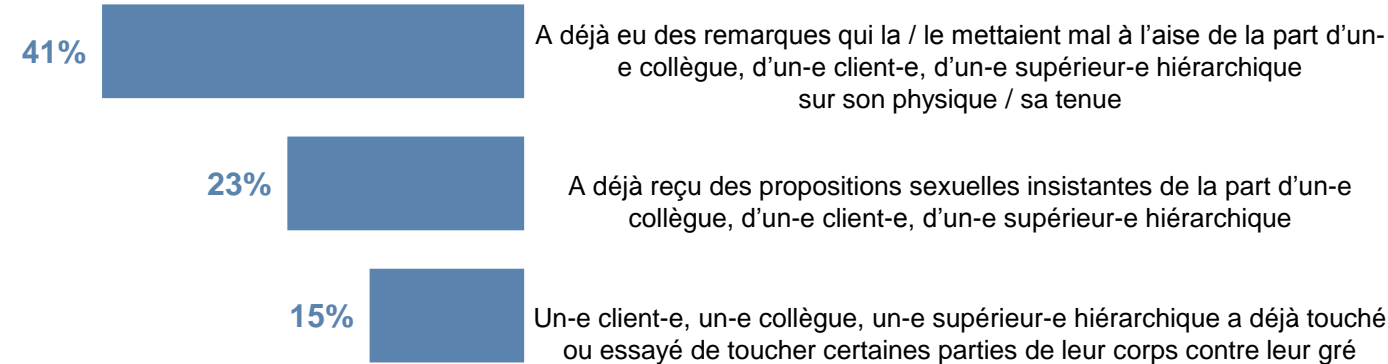 41%
A déjà eu des remarques qui la / le mettaient mal à l'aise de la part d'un-
e collègue, d'un-e client-e, d'un-e supérieur-e hiérarchique
sur son physique / sa tenue
23%
A déjà reçu des propositions sexuelles insistantes de la part d'un-e
collègue, d'un-e client-e, d'un-e supérieur-e hiérarchique
15%
Un-e client-e, un-e collègue, un-e supérieur-e hiérarchique a déjà touché
ou essayé de toucher certaines parties de leur corps contre leur gré